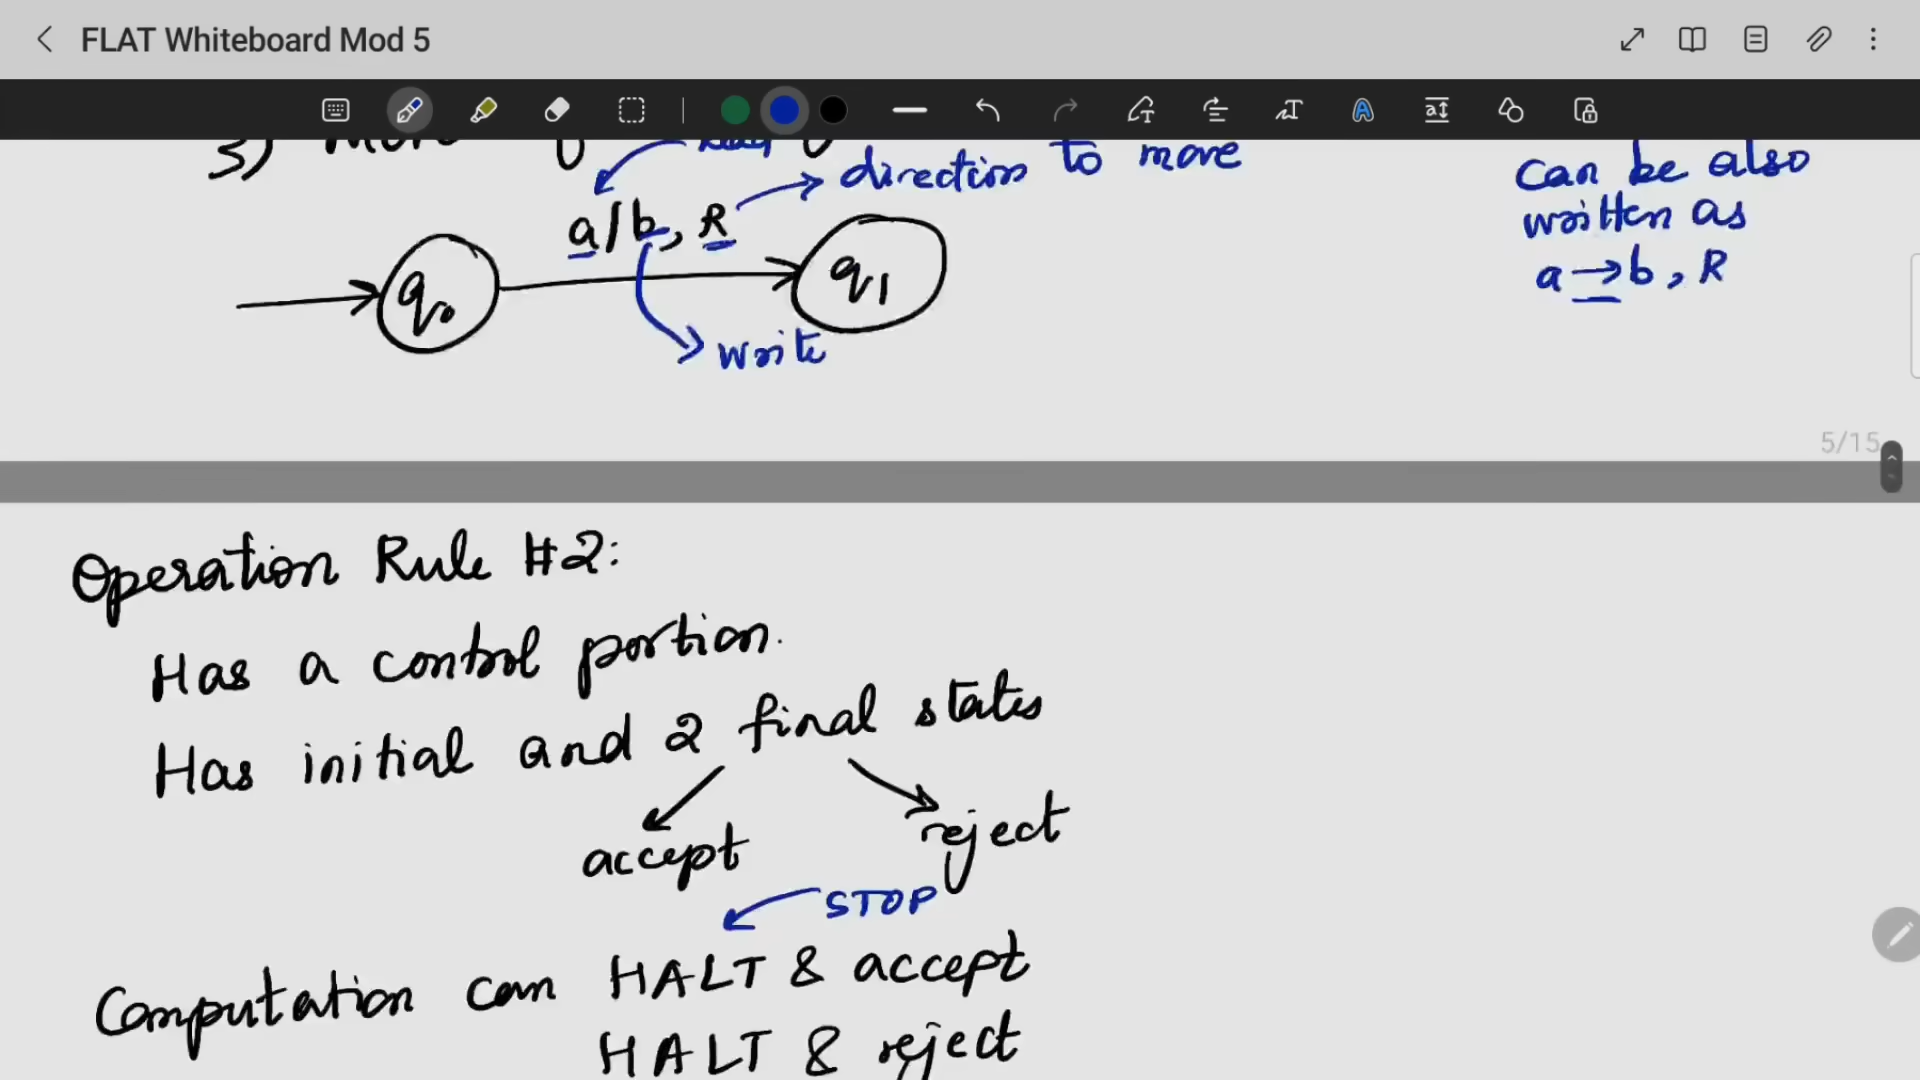 FLAT Whiteboard Mod 5
3)
direction to move
a/b, R
q0
q1
write
can be also
written as
a → b, R
5/15
Operation Rule #2:
Has a control portion.
Has initial and 2 final states
accept
reject
STOP
Computation can HALT & accept
HALT & reject